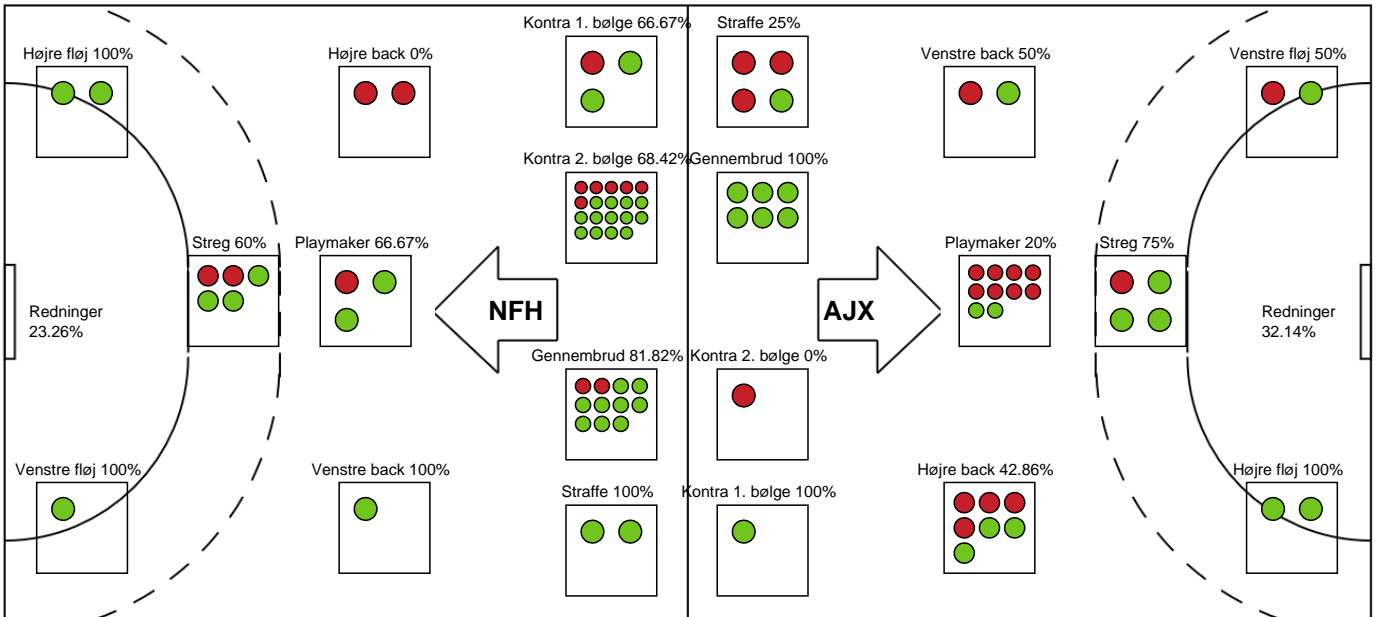 Kontra 1. bølge 66.67%
Straffe 25%
Højre fløj 100%
Højre back 0%
Venstre back 50%
Venstre fløj 50%
Kontra 2. bølge 68.42%
Gennembrud 100%
Streg 60%
Playmaker 66.67%
Playmaker 20%
Streg 75%
Redninger
23.26%
NFH
AJX
Redninger
32.14%
Gennembrud 81.82%
Kontra 2. bølge 0%
Venstre fløj 100%
Venstre back 100%
Højre back 42.86%
Højre fløj 100%
Straffe 100%
Kontra 1. bølge 100%